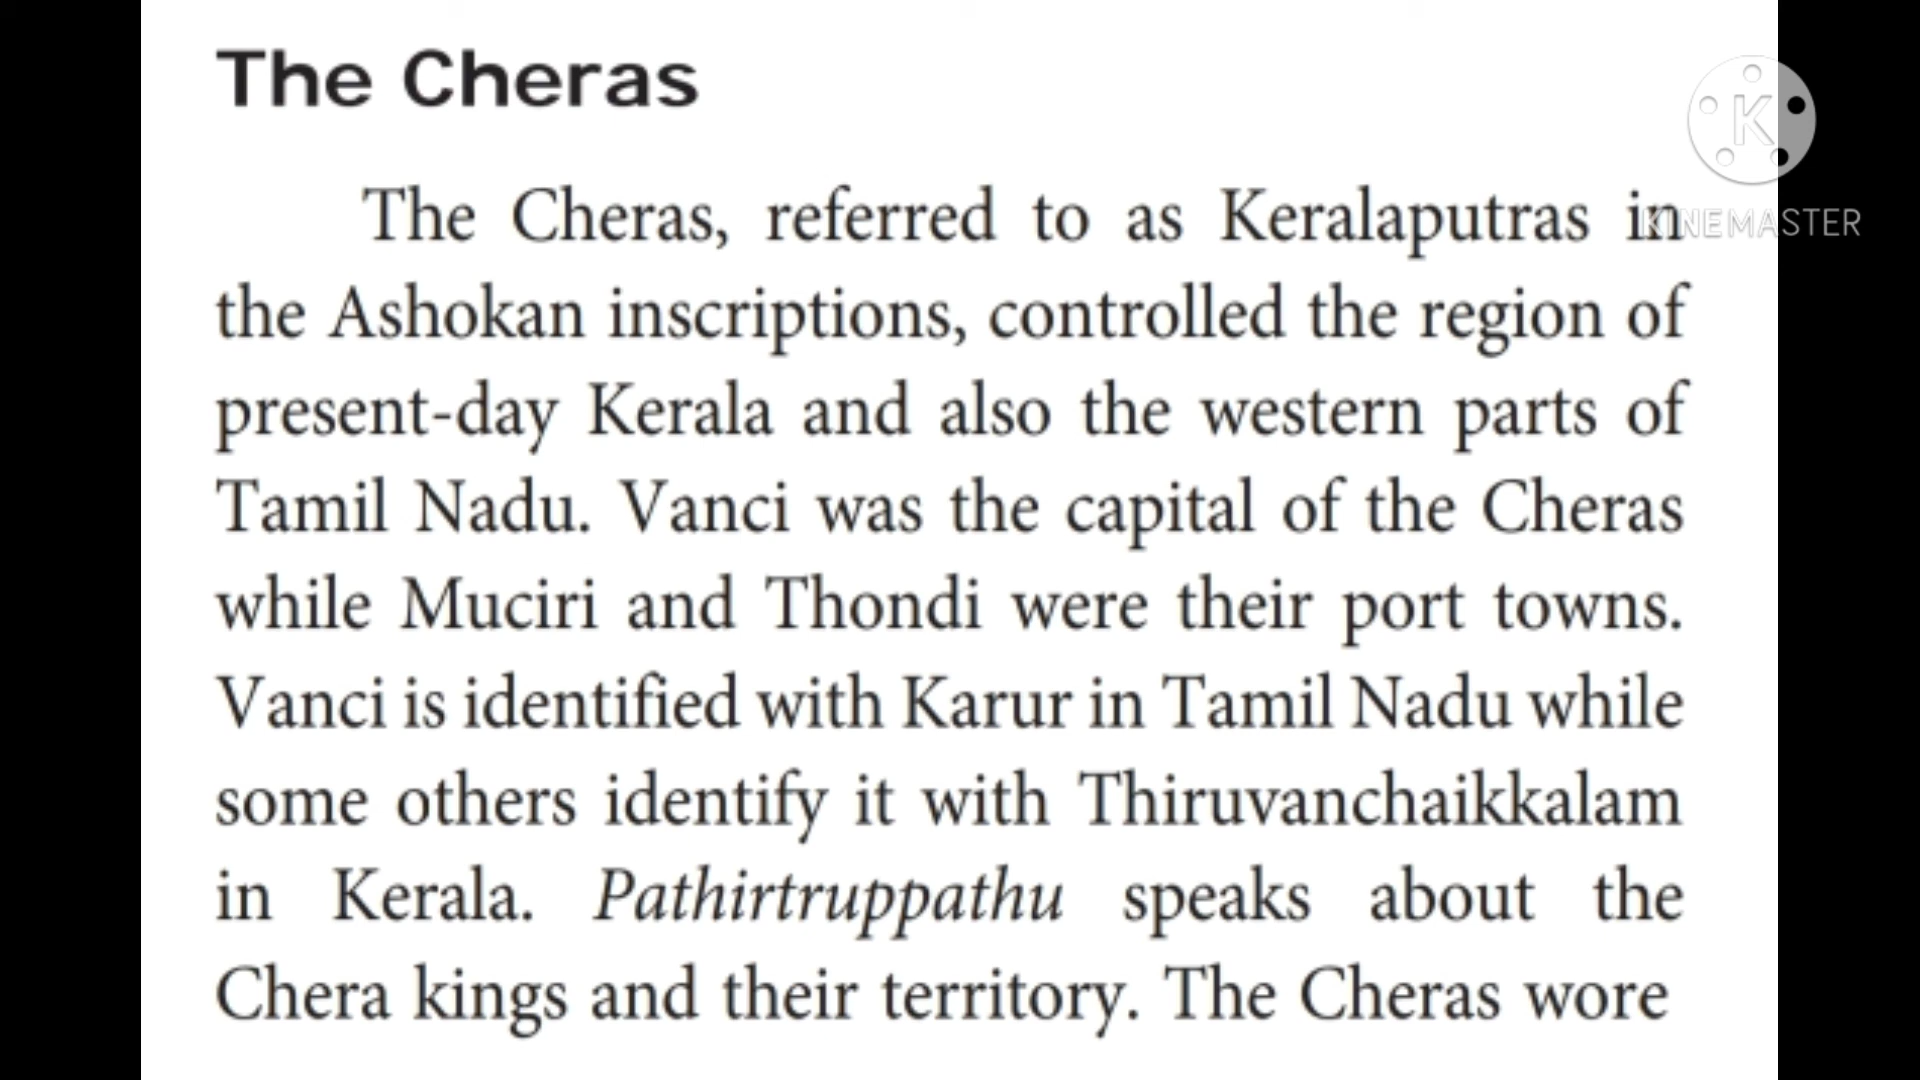 The Cheras
The Cheras, referred to as Keralaputras in
the Ashokan inscriptions, controlled the region of
present-day Kerala and also the western parts of
Tamil Nadu. Vanci was the capital of the Cheras
while Muciri and Thondi were their port towns.
Vanci is identified with Karur in Tamil Nadu while
some others identify it with Thiruvanchaikkalam
in Kerala. Pathirtruppathu speaks about the
Chera kings and their territory. The Cheras wore
K
KINEMASTER